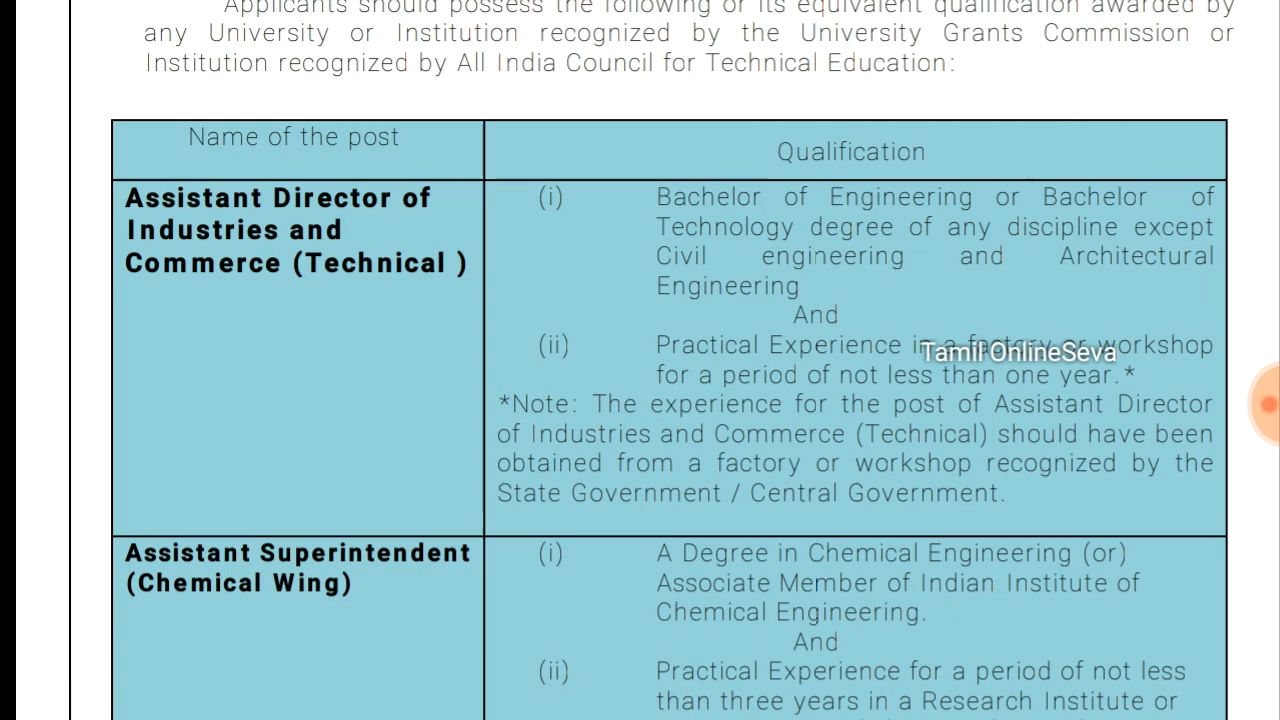 Applicants should possess the following or its equivalent qualification awarded by
any University or Institution recognized by the University Grants Commission or
Institution recognized by All India Council for Technical Education:
Name of the post
Qualification
Assistant Director of
Industries and
Commerce (Technical )
(i) Bachelor of Engineering or Bachelor of
Technology degree of any discipline except
Civil engineering and Architectural
Engineering
And
(ii) Practical Experience in a factory or workshop
for a period of not less than one year.*
*Note: The experience for the post of Assistant Director
of Industries and Commerce (Technical) should have been
obtained from a factory or workshop recognized by the
State Government / Central Government.
Tamil OnlineSeva
Assistant Superintendent
(Chemical Wing)
(i) A Degree in Chemical Engineering (or)
Associate Member of Indian Institute of
Chemical Engineering.
And
(ii) Practical Experience for a period of not less
than three years in a Research Institute or